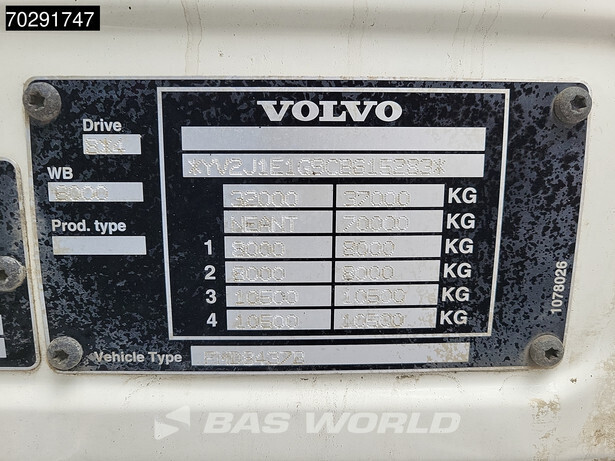 70291747
VOLVO
Drive
8X4
WB
6000
Prod. type
32000 37000 KG
NEANT 70000 KG
1 8000 8000 KG
2 8000 8000 KG
3 10500 10500 KG
4 10500 10500 KG
Vehicle Type
1078026
BAS WORLD